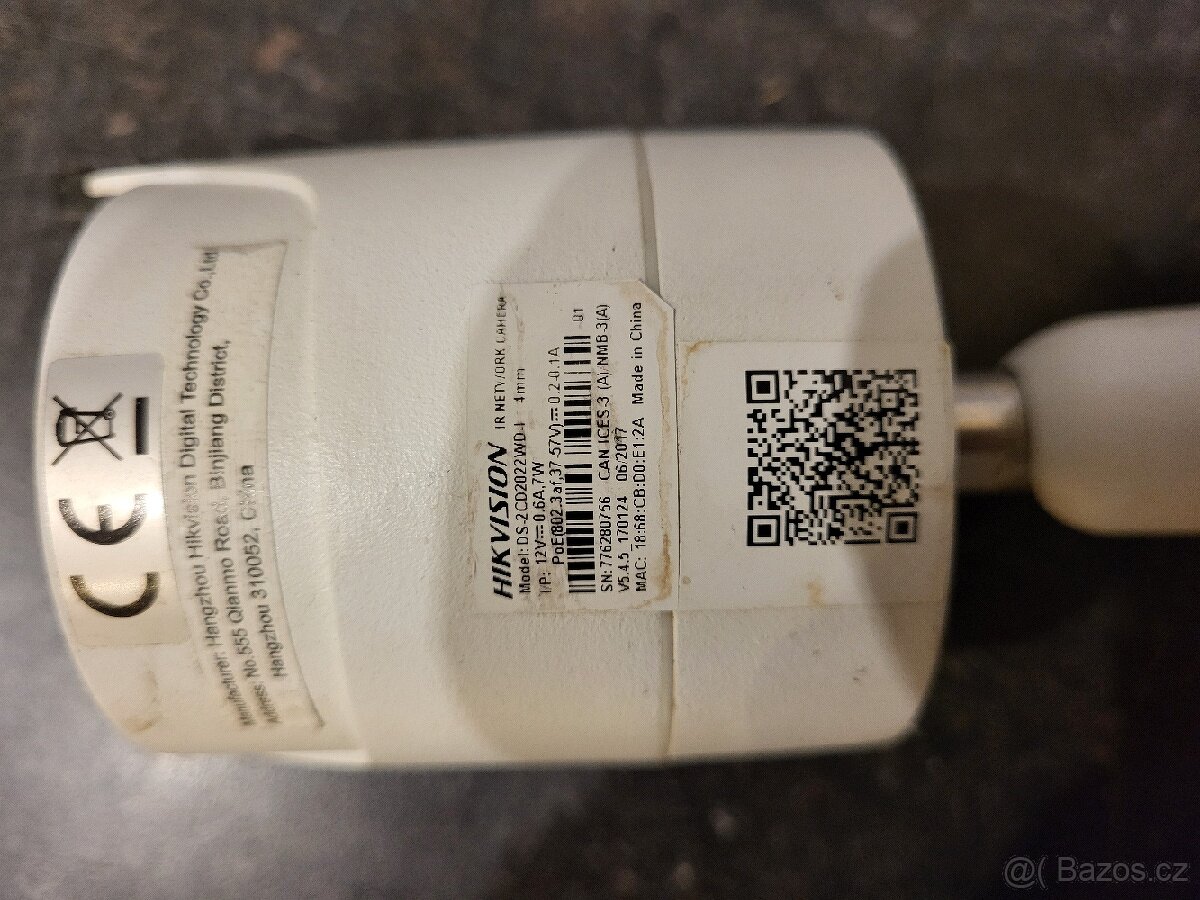 CE
Manufacturer: Hangzhou Hikvision Digital Technology Co.,Ltd
Address: No.555 Qianmo Road, Binjiang District,
Hangzhou 310052, China
HIKVISION IR NETWORK CAMERA
Model: DS-2CD2022WD-I 4mm
I/P: 12V⎓0.6A,7W
PoE(802.3af,37-57V)⎓0.2-0.1A
01
SN:776280766 CAN ICES-3 (A)/NMB-3(A)
V5.4.5 170124 06/2017
MAC: 18:68:CB:D0:E1:2A Made in China
@( Bazos.cz